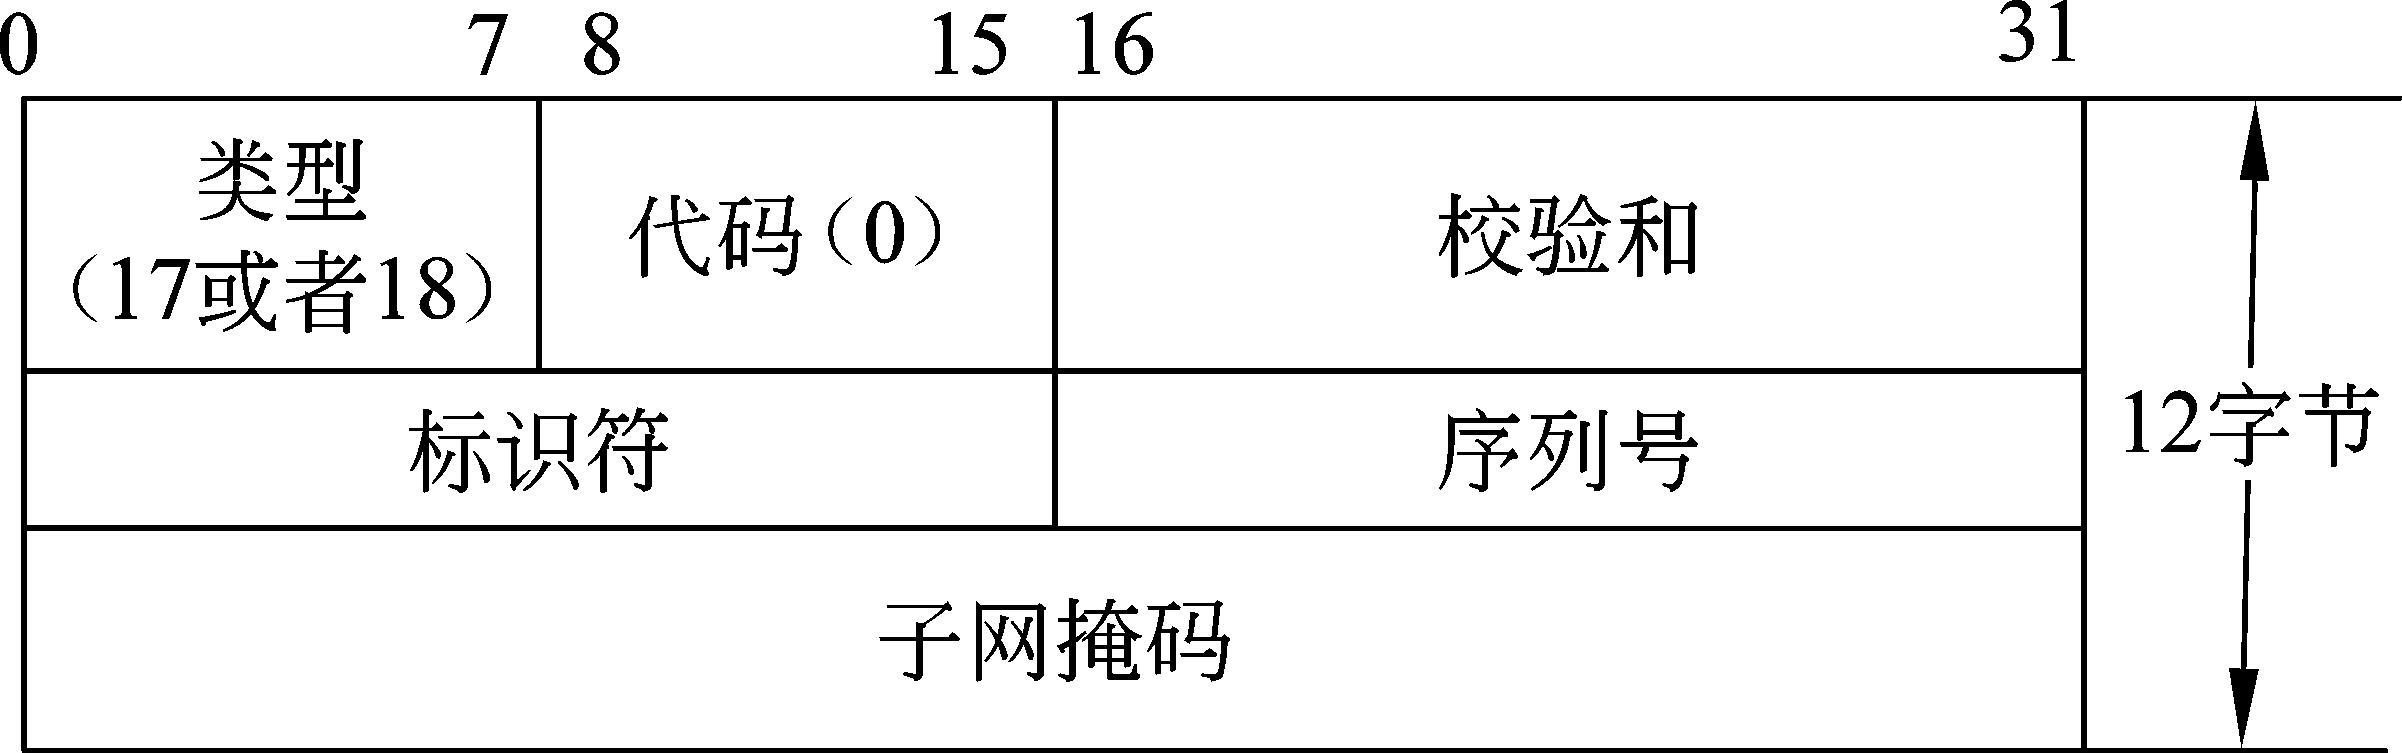 0 7 8 15 16 31
类型
（17或者18）
代码（0）
校验和
标识符
序列号
12字节
子网掩码